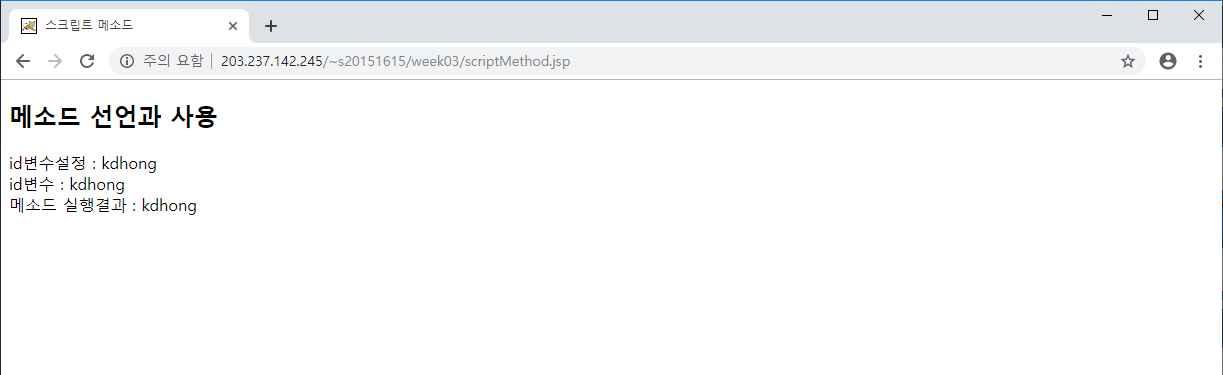 스크립트 메소드
주의 요함 203.237.142.245/~s20151615/week03/scriptMethod.jsp
메소드 선언과 사용
id변수설정 : kdhong
id변수 : kdhong
메소드 실행결과 : kdhong